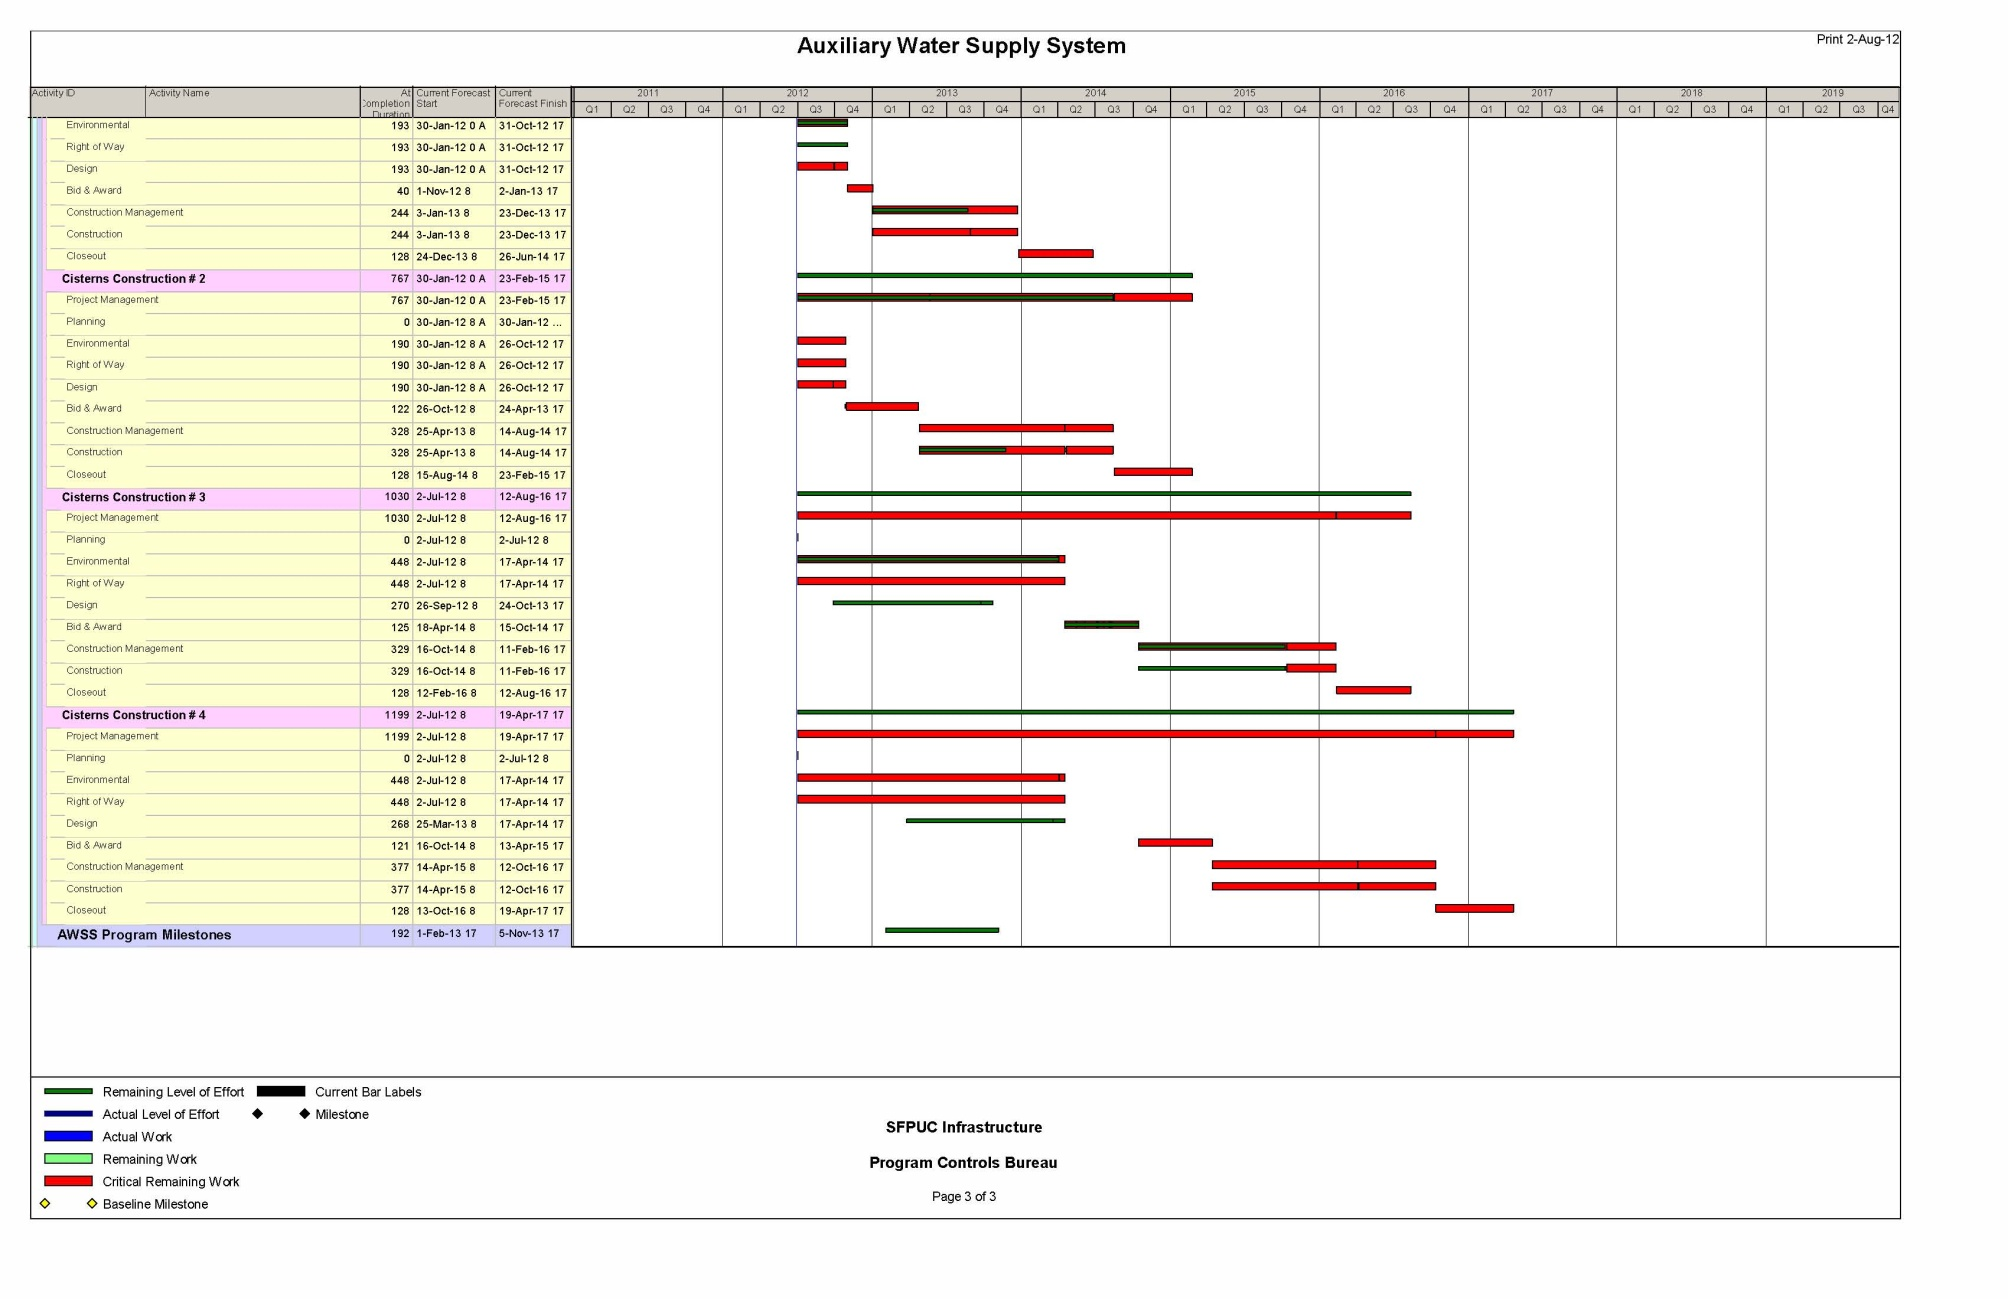 Auxiliary Water Supply System
Print 2-Aug-12
Activity ID Activity Name At Completion Duration Current Forecast Start Current Forecast Finish
2011 2012 2013 2014 2015 2016 2017 2018 2019
Q1 Q2 Q3 Q4 Q1 Q2 Q3 Q4 Q1 Q2 Q3 Q4 Q1 Q2 Q3 Q4 Q1 Q2 Q3 Q4 Q1 Q2 Q3 Q4 Q1 Q2 Q3 Q4 Q1 Q2 Q3 Q4 Q1 Q2 Q3 Q4
Environmental 193 30-Jan-12 0 A 31-Oct-12 17
Right of Way 193 30-Jan-12 0 A 31-Oct-12 17
Design 193 30-Jan-12 0 A 31-Oct-12 17
Bid & Award 40 1-Nov-12 8 2-Jan-13 17
Construction Management 244 3-Jan-13 8 23-Dec-13 17
Construction 244 3-Jan-13 8 23-Dec-13 17
Closeout 128 24-Dec-13 8 26-Jun-14 17
Cisterns Construction # 2 767 30-Jan-12 0 A 23-Feb-15 17
Project Management 767 30-Jan-12 0 A 23-Feb-15 17
Planning 0 30-Jan-12 8 A 30-Jan-12 ...
Environmental 190 30-Jan-12 8 A 26-Oct-12 17
Right of Way 190 30-Jan-12 8 A 26-Oct-12 17
Design 190 30-Jan-12 8 A 26-Oct-12 17
Bid & Award 122 26-Oct-12 8 24-Apr-13 17
Construction Management 328 25-Apr-13 8 14-Aug-14 17
Construction 328 25-Apr-13 8 14-Aug-14 17
Closeout 128 15-Aug-14 8 23-Feb-15 17
Cisterns Construction # 3 1030 2-Jul-12 8 12-Aug-16 17
Project Management 1030 2-Jul-12 8 12-Aug-16 17
Planning 0 2-Jul-12 8 2-Jul-12 8
Environmental 448 2-Jul-12 8 17-Apr-14 17
Right of Way 448 2-Jul-12 8 17-Apr-14 17
Design 270 26-Sep-12 8 24-Oct-13 17
Bid & Award 125 18-Apr-14 8 15-Oct-14 17
Construction Management 329 16-Oct-14 8 11-Feb-16 17
Construction 329 16-Oct-14 8 11-Feb-16 17
Closeout 128 12-Feb-16 8 12-Aug-16 17
Cisterns Construction # 4 1199 2-Jul-12 8 19-Apr-17 17
Project Management 1199 2-Jul-12 8 19-Apr-17 17
Planning 0 2-Jul-12 8 2-Jul-12 8
Environmental 448 2-Jul-12 8 17-Apr-14 17
Right of Way 448 2-Jul-12 8 17-Apr-14 17
Design 268 25-Mar-13 8 17-Apr-14 17
Bid & Award 121 16-Oct-14 8 13-Apr-15 17
Construction Management 377 14-Apr-15 8 12-Oct-16 17
Construction 377 14-Apr-15 8 12-Oct-16 17
Closeout 128 13-Oct-16 8 19-Apr-17 17
AWSS Program Milestones 192 1-Feb-13 17 5-Nov-13 17
Remaining Level of Effort Current Bar Labels
Actual Level of Effort Milestone
Actual Work
Remaining Work
Critical Remaining Work
Baseline Milestone
SFPUC Infrastructure
Program Controls Bureau
Page 3 of 3